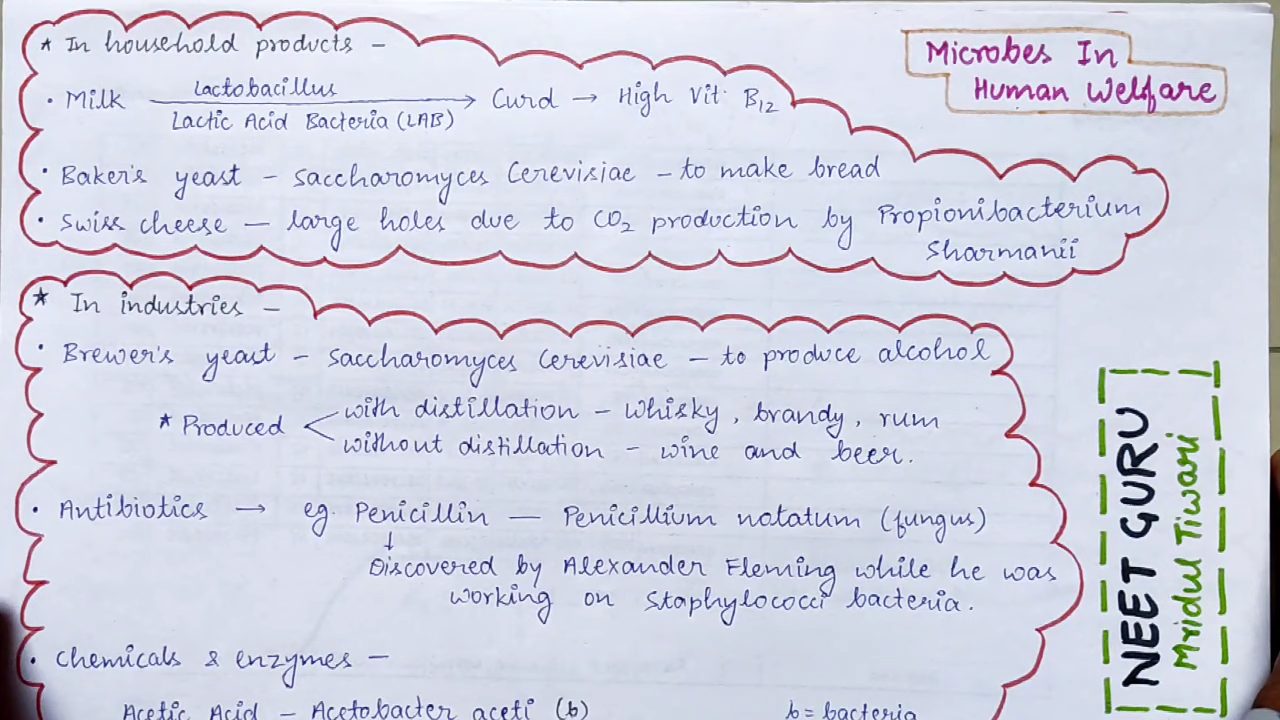 Microbes In
Human Welfare
* In household products –
· Milk Lactobacillus → Curd → High Vit. B12
Lactic Acid Bacteria (LAB)
· Baker's yeast – Saccharomyces Cerevisiae – to make bread
· Swiss cheese – large holes due to CO2 production by Propionibacterium
Sharmanii
* In industries –
· Brewer's yeast – Saccharomyces Cerevisiae – to produce alcohol
* Produced < with distillation – whisky, brandy, rum
without distillation – wine and beer.
· Antibiotics → eg. Penicillin – Penicillium notatum (fungus)
↓
Discovered by Alexander Fleming while he was
working on Staphylococci bacteria.
· Chemicals & enzymes –
Acetic Acid – Acetobacter aceti (b) b = bacteria
NEET GURU
Mridul Tiwari